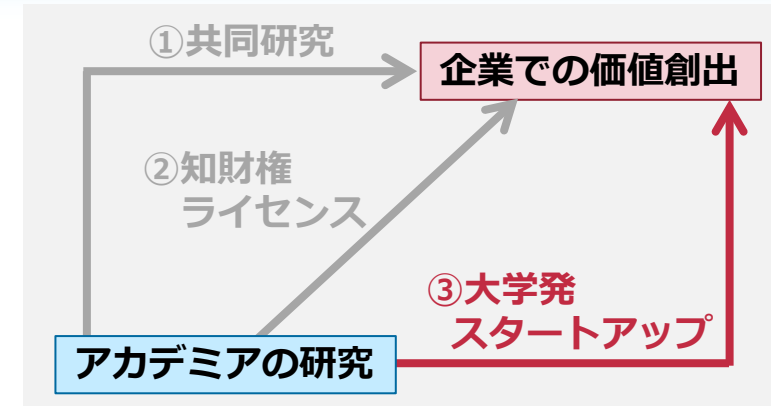 ①共同研究
企業での価値創出
②知財権
ライセンス
③大学発
スタートアップ
アカデミアの研究